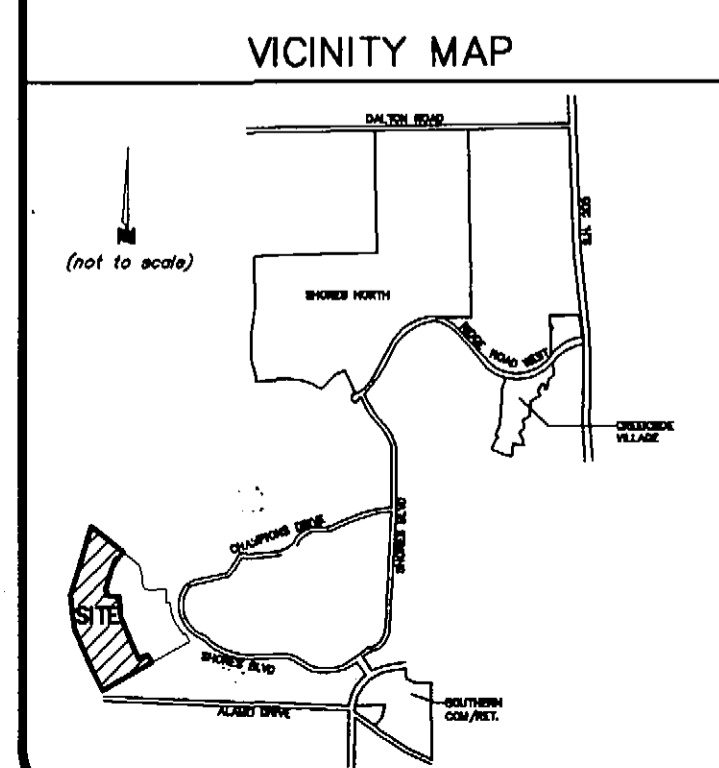 VICINITY MAP
DALTON ROAD
S.H. 205
N
(not to scale)
SHORES NORTH
RIDGE ROAD WEST
CREEKSIDE
VILLAGE
SHORES BLVD
CHAMPIONS DRIVE
SITE
SHORES BLVD
ALAMO DRIVE
SOUTHERN
COM/RET.